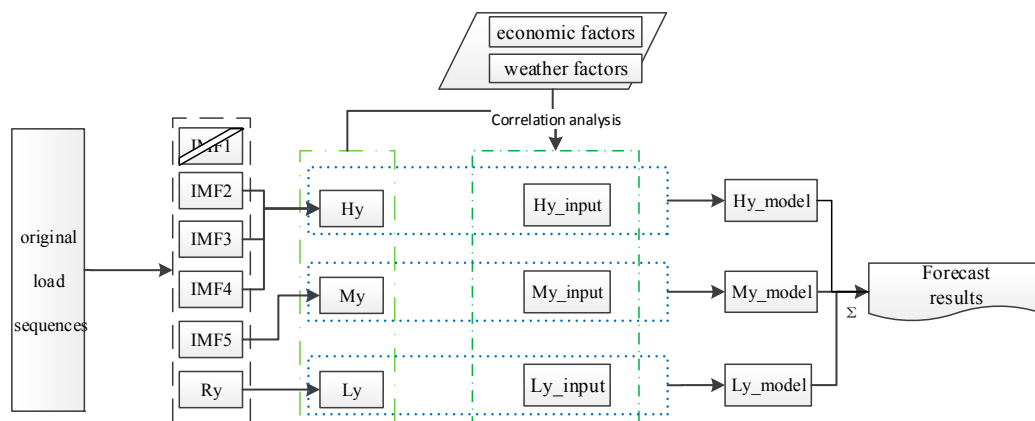 economic factors
weather factors
Correlation analysis
original
load
sequences
IMF1
IMF2
IMF3
IMF4
IMF5
Ry
Hy
My
Ly
Hy_input
My_input
Ly_input
Hy_model
My_model
Ly_model
Σ
Forecast
results